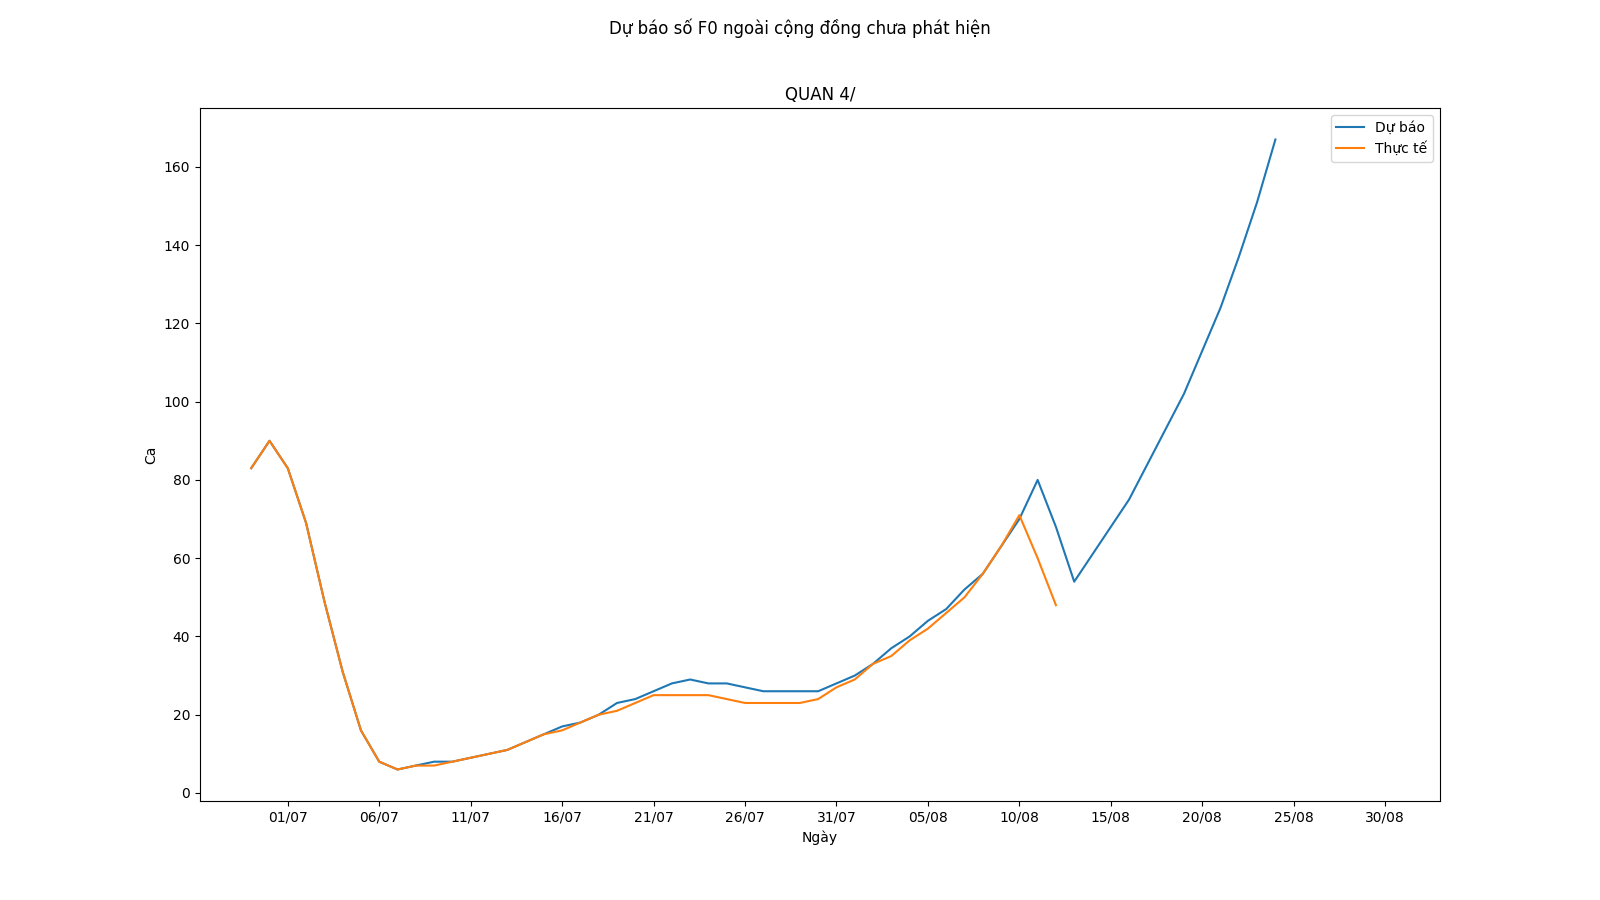 Dự báo số F0 ngoài cộng đồng chưa phát hiện
QUAN 4/
Dự báo
Thực tế
160
140
120
100
80
60
40
20
0
Ca
01/07 06/07 11/07 16/07 21/07 26/07 31/07 05/08 10/08 15/08 20/08 25/08 30/08
Ngày